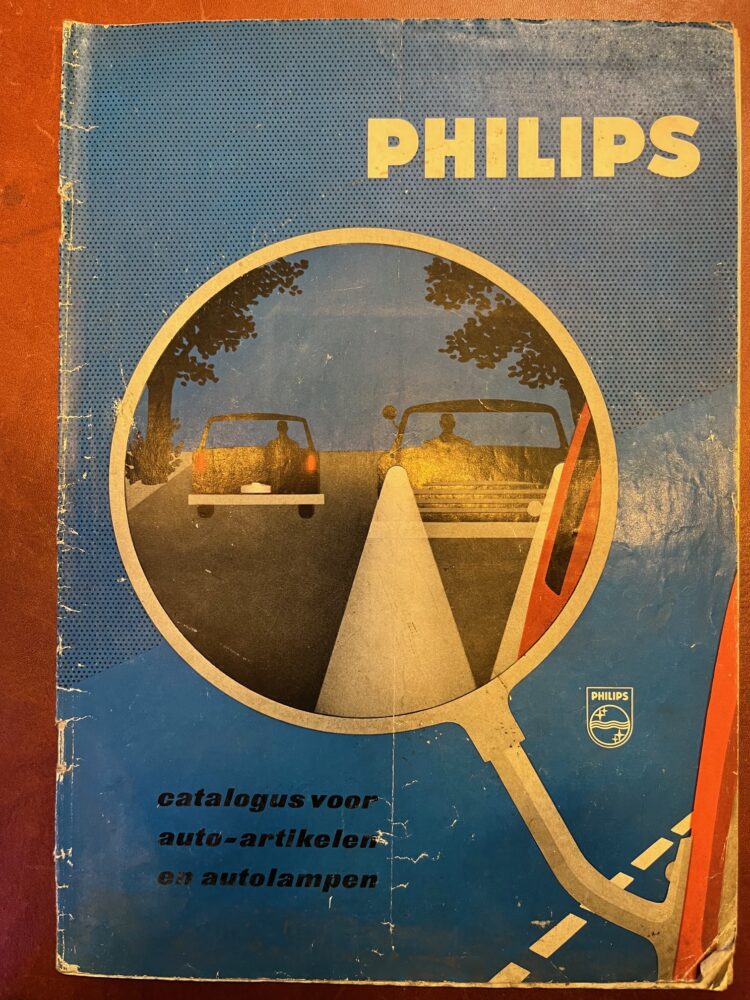 PHILIPS
PHILIPS
catalogus voor
auto-artikelen
en autolampen